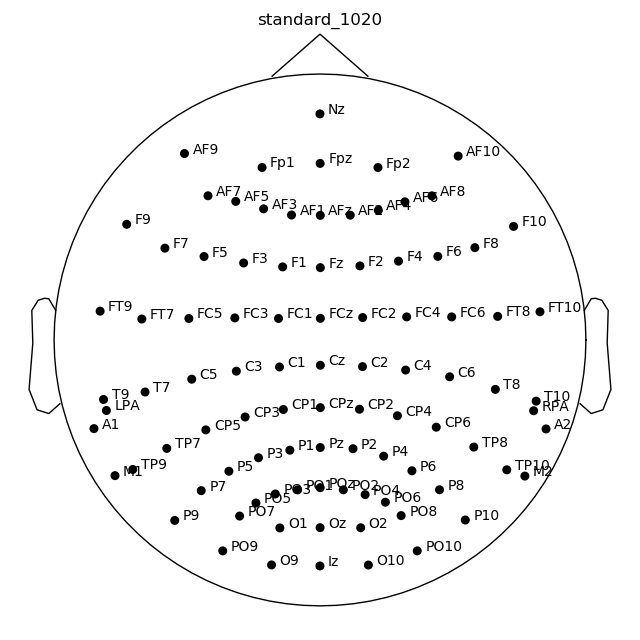 standard_1020
Nz
AF9 AF10
Fp1 Fpz Fp2
AF7 AF5 AF3 AF1 AFz AF2 AF4 AF6 AF8
F9 F10
F7 F5 F3 F1 Fz F2 F4 F6 F8
FT9 FT7 FC5 FC3 FC1 FCz FC2 FC4 FC6 FT8 FT10
T9 T7 C5 C3 C1 Cz C2 C4 C6 T8 T10
LPA RPA
A1 A2
TP7 CP5 CP3 CP1 CPz CP2 CP4 CP6 TP8
M1 TP9 TP10 M2
P9 P7 P5 P3 P1 Pz P2 P4 P6 P8 P10
PO7 PO5 PO3 PO1 POz PO2 PO4 PO6 PO8
PO9 O1 Oz O2 PO10
O9 Iz O10